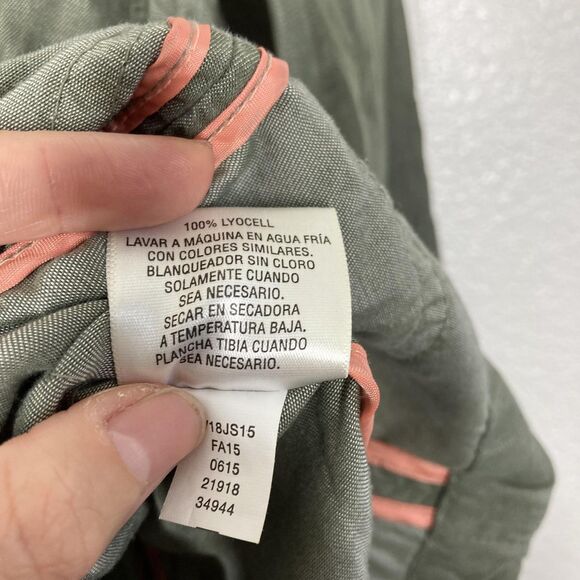 100% LYOCELL
LAVAR A MÁQUINA EN AGUA FRÍA
CON COLORES SIMILARES.
BLANQUEADOR SIN CLORO
SOLAMENTE CUANDO
SEA NECESARIO.
SECAR EN SECADORA
A TEMPERATURA BAJA.
PLANCHA TIBIA CUANDO
SEA NECESARIO.
/18JS15
FA15
0615
21918
34944